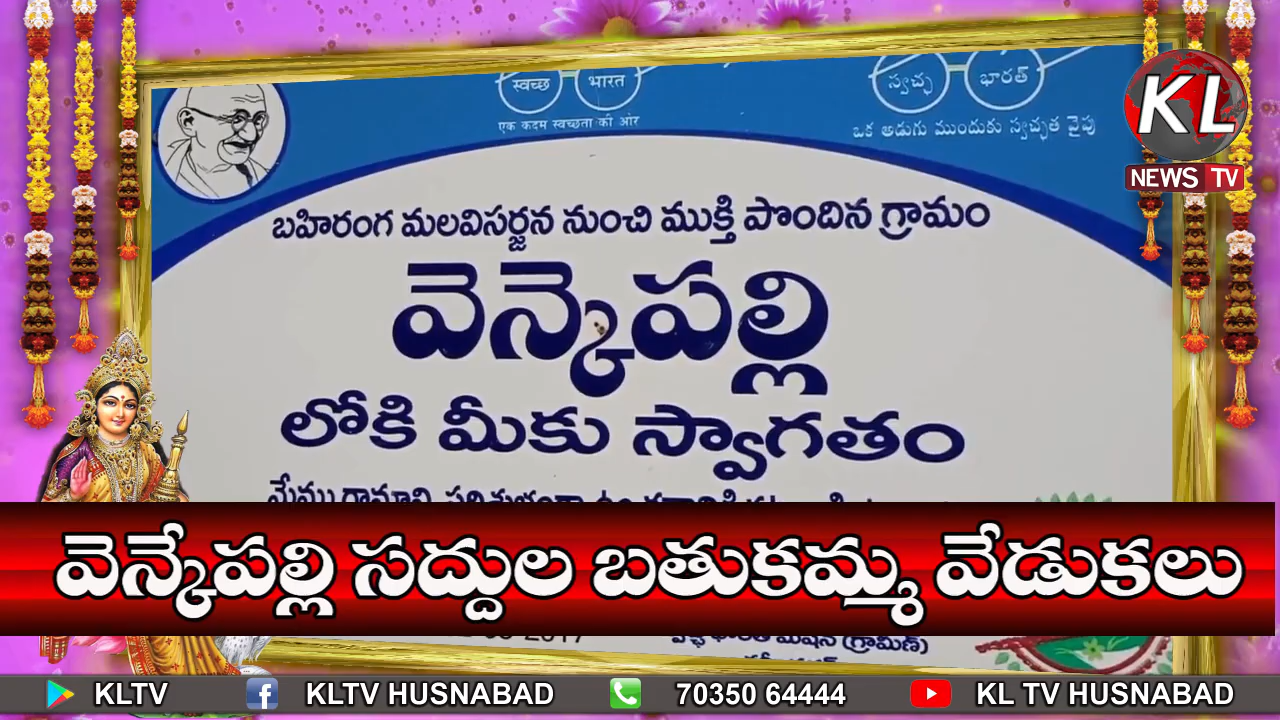 स्वच्छ भारत
एक कदम स्वच्छता की ओर
స్వచ్ఛ భారత్
ఒక అడుగు ముందుకు స్వచ్ఛత వైపు
KL
NEWS TV
బహిరంగ మలవిసర్జన నుంచి ముక్తి పొందిన గ్రామం
వెన్కెపల్లి
లోకి మీకు స్వాగతం
వెన్కేపల్లి సద్దుల బతుకమ్మ వేడుకలు
KLTV
KLTV HUSNABAD
70350 64444
KL TV HUSNABAD